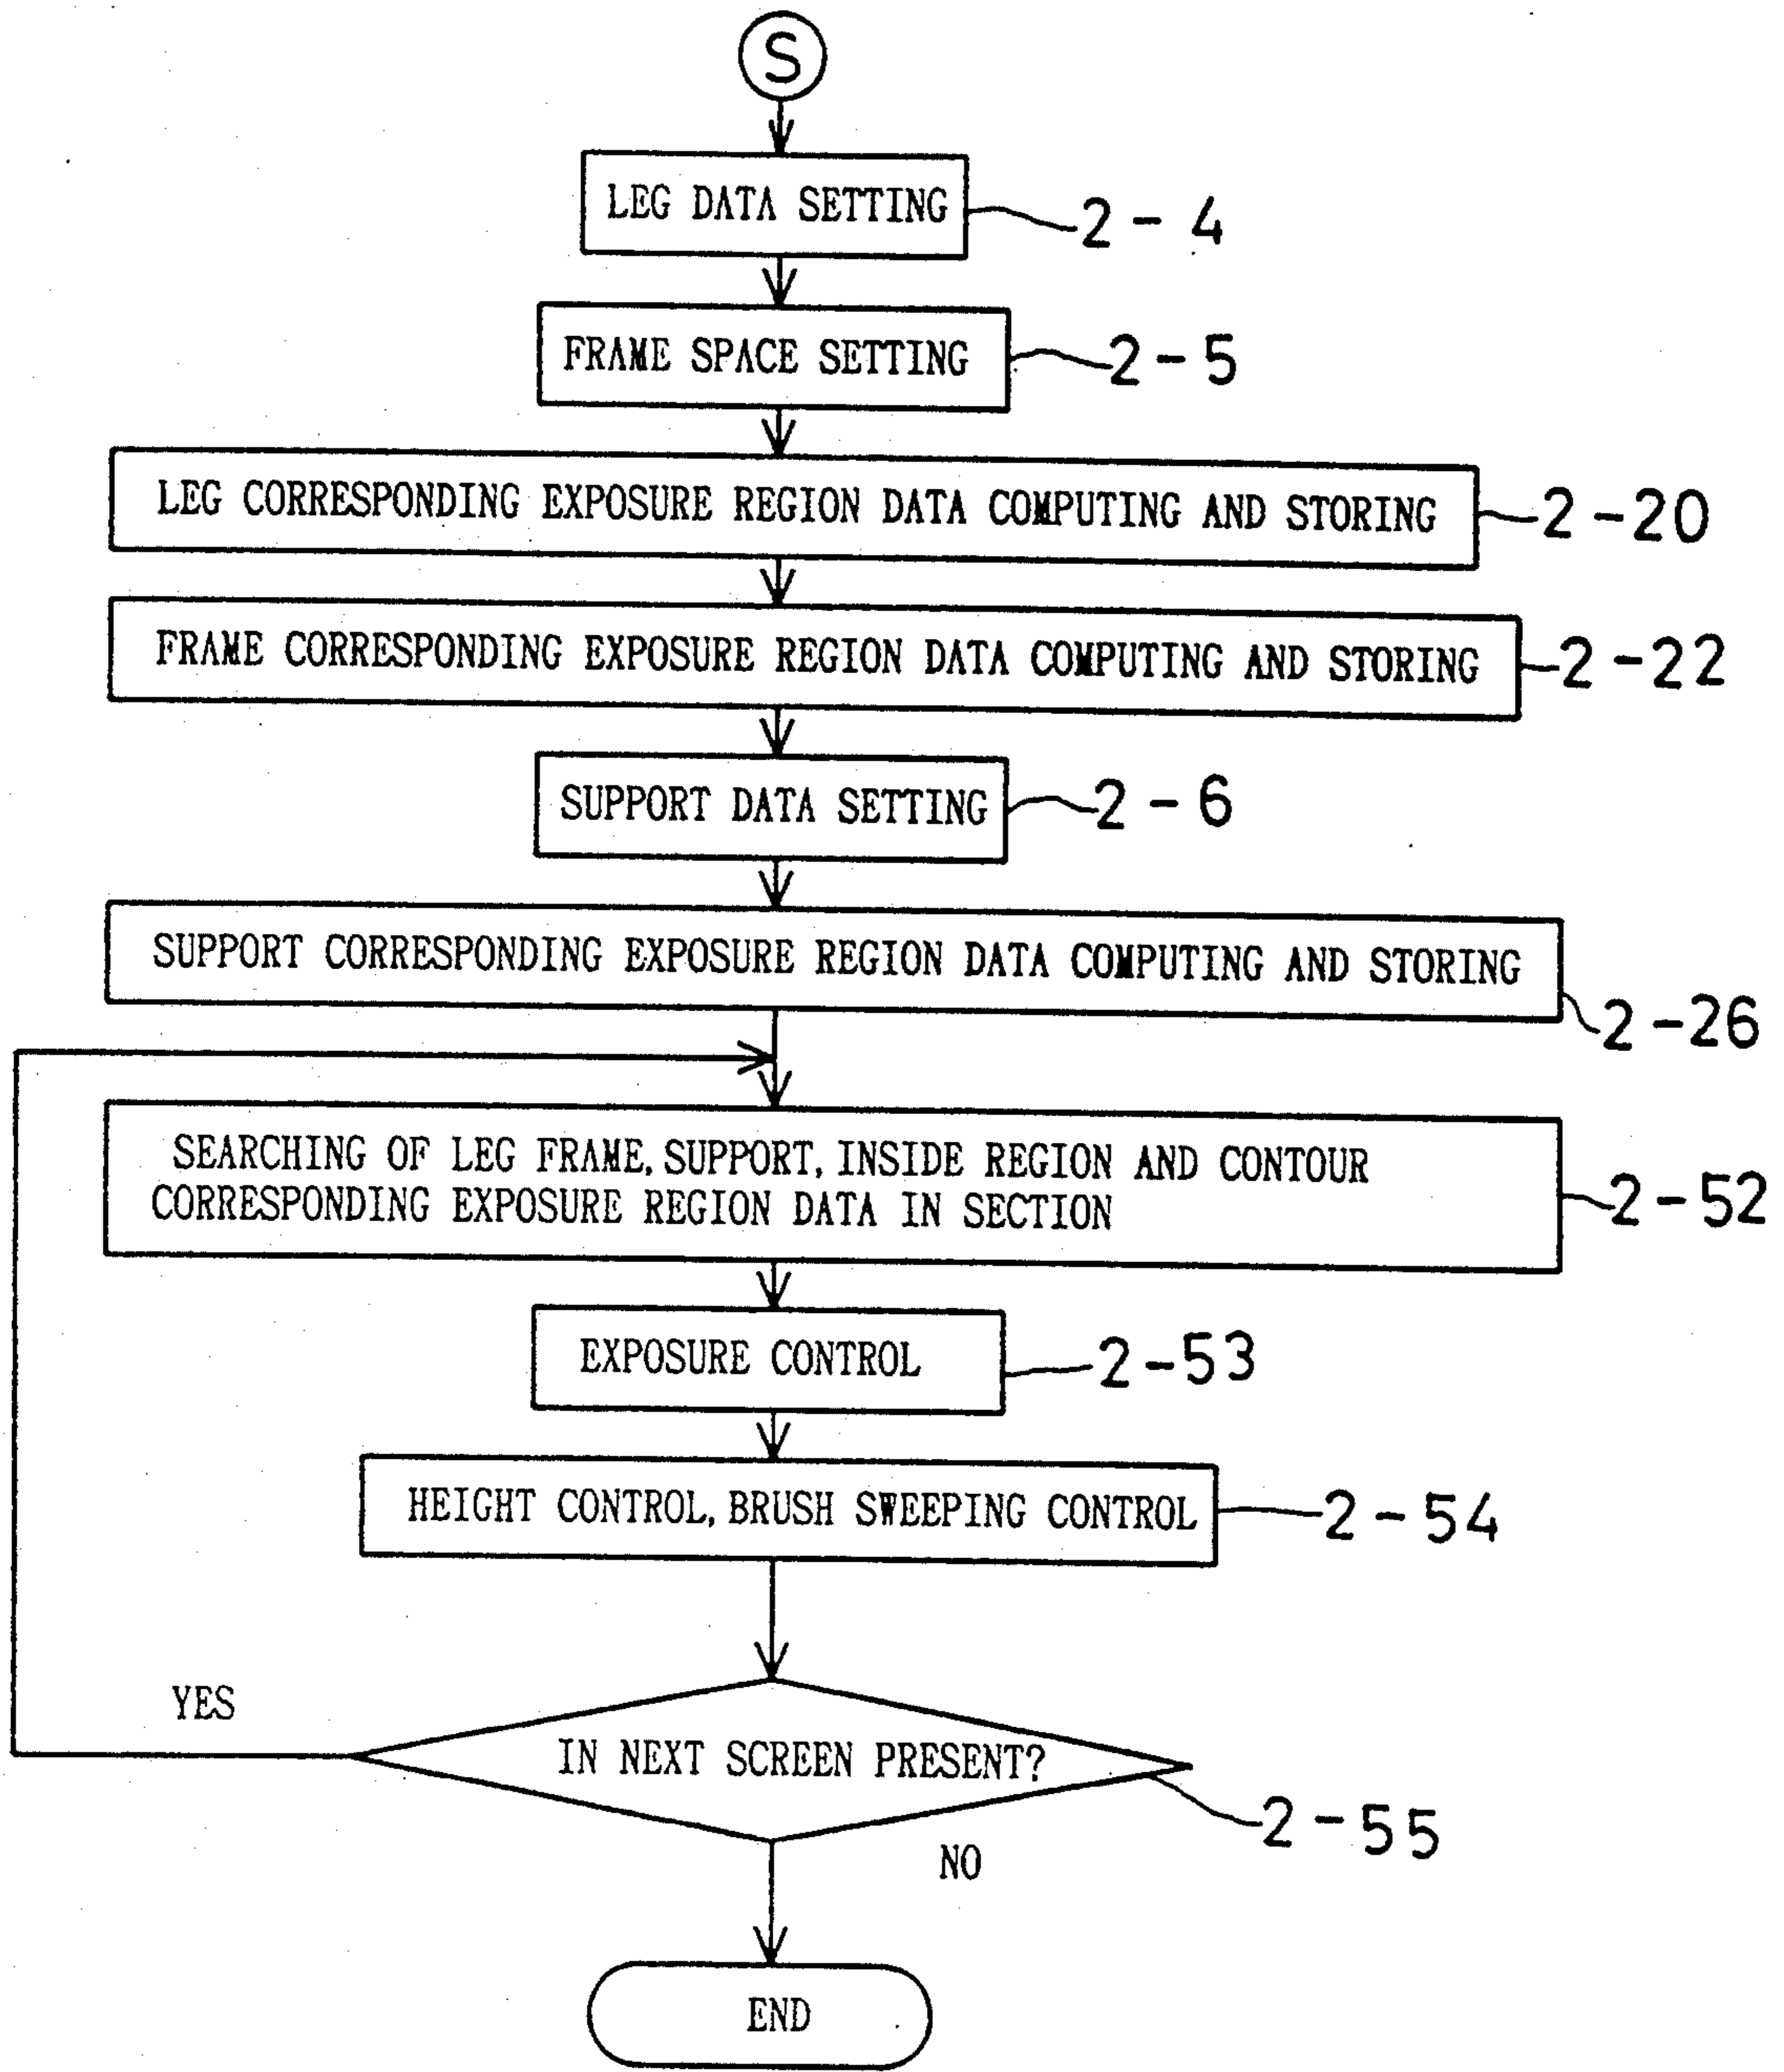 S
LEG DATA SETTING
2-4
FRAME SPACE SETTING
2-5
LEG CORRESPONDING EXPOSURE REGION DATA COMPUTING AND STORING
2-20
FRAME CORRESPONDING EXPOSURE REGION DATA COMPUTING AND STORING
2-22
SUPPORT DATA SETTING
2-6
SUPPORT CORRESPONDING EXPOSURE REGION DATA COMPUTING AND STORING
2-26
SEARCHING OF LEG FRAME, SUPPORT, INSIDE REGION AND CONTOUR
CORRESPONDING EXPOSURE REGION DATA IN SECTION
2-52
EXPOSURE CONTROL
2-53
HEIGHT CONTROL, BRUSH SWEEPING CONTROL
2-54
YES
IN NEXT SCREEN PRESENT?
2-55
NO
END